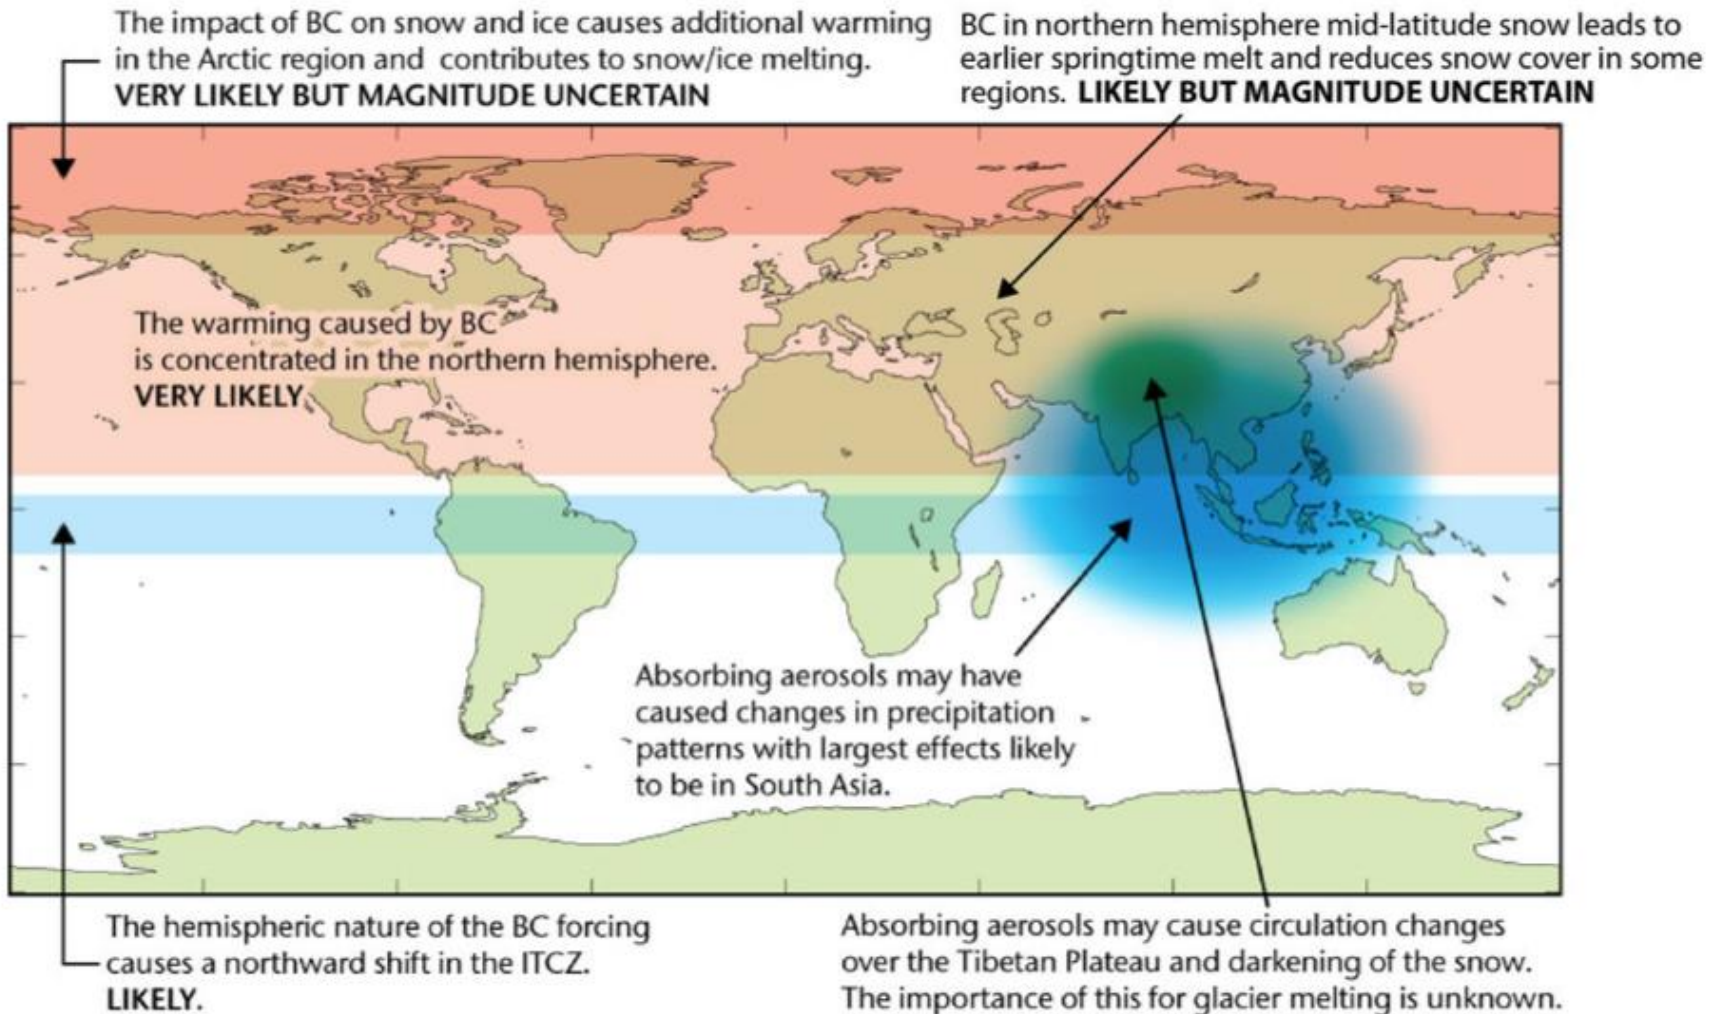 The impact of BC on snow and ice causes additional warming
in the Arctic region and contributes to snow/ice melting.
VERY LIKELY BUT MAGNITUDE UNCERTAIN
BC in northern hemisphere mid-latitude snow leads to
earlier springtime melt and reduces snow cover in some
regions. LIKELY BUT MAGNITUDE UNCERTAIN
The warming caused by BC
is concentrated in the northern hemisphere.
VERY LIKELY
Absorbing aerosols may have
caused changes in precipitation
patterns with largest effects likely
to be in South Asia.
The hemispheric nature of the BC forcing
causes a northward shift in the ITCZ.
LIKELY.
Absorbing aerosols may cause circulation changes
over the Tibetan Plateau and darkening of the snow.
The importance of this for glacier melting is unknown.